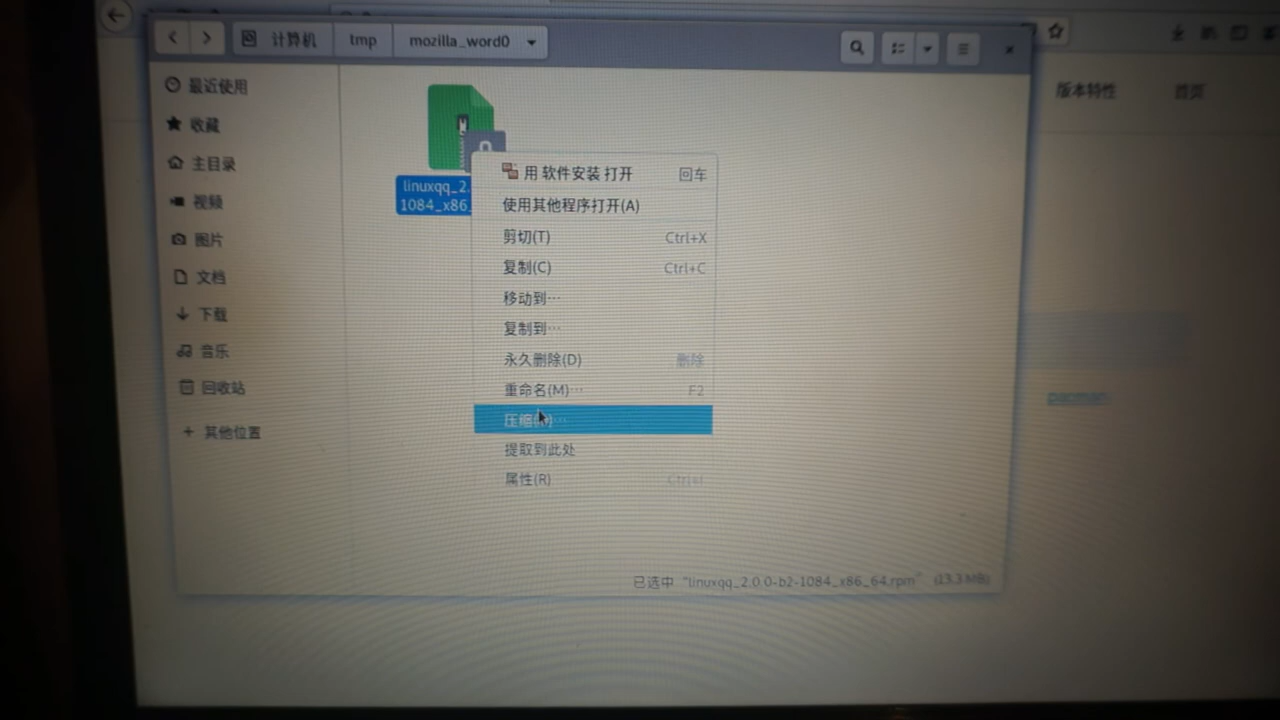 计算机 tmp mozilla_word0
最近使用
收藏
主目录
视频
图片
文档
下载
音乐
回收站
+ 其他位置
linuxqq_2.
1084_x86_
用 软件安装 打开 回车
使用其他程序打开(A)
剪切(T) Ctrl+X
复制(C) Ctrl+C
移动到…
复制到…
永久删除(D) 删除
重命名(M)… F2
压缩
提取到此处
属性(R) Ctrl+I
已选中 “linuxqq_2.0.0-b2-1084_x86_64.rpm” (13.3 MB)
版本特性 首页
pacman